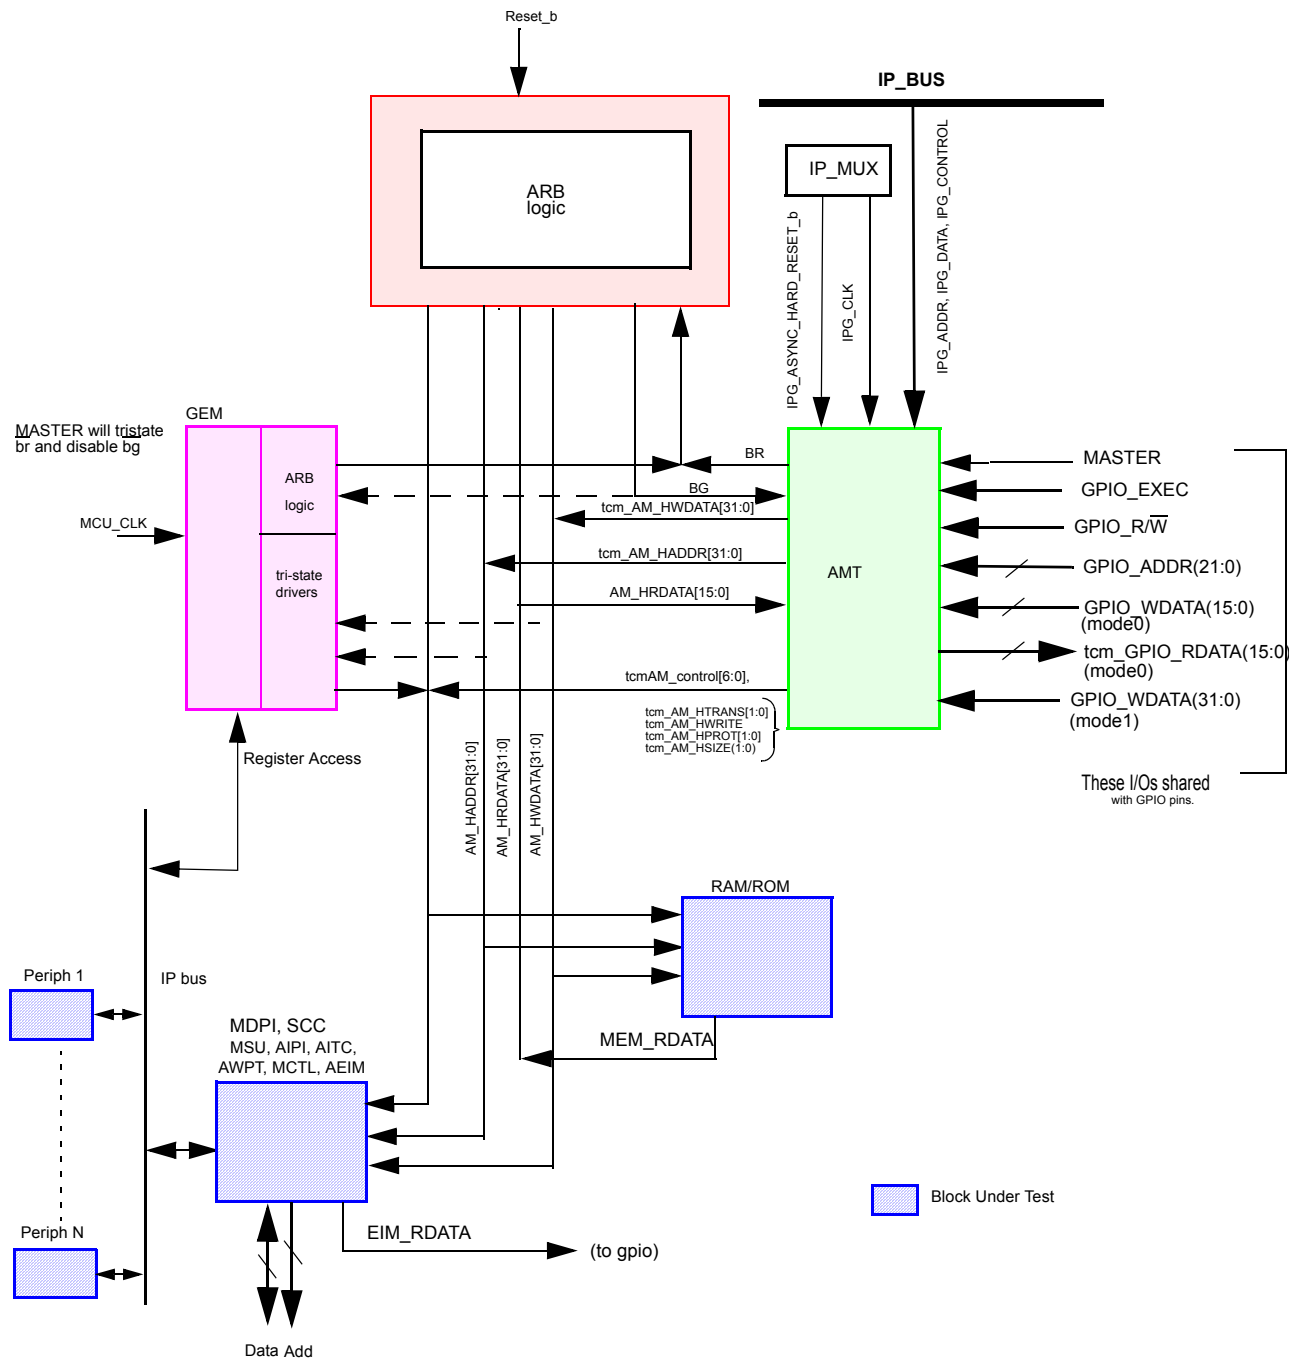 Reset_b
IP_BUS
IP_MUX
ARB
logic
IPG_ASYNC_HARD_RESET_b
IPG_CLK
IPG_ADDR, IPG_DATA, IPG_CONTROL
GEM
MASTER will tristate
br and disable bg
ARB
logic
MCU_CLK
tri-state
drivers
BR
BG
tcm_AM_HWDATA[31:0]
tcm_AM_HADDR[31:0]
AM_HRDATA[15:0]
tcmAM_control[6:0],
tcm_AM_HTRANS[1:0]
tcm_AM_HWRITE
tcm_AM_HPROT[1:0]
tcm_AM_HSIZE(1:0)
AMT
MASTER
GPIO_EXEC
GPIO_R/W̅
GPIO_ADDR(21:0)
GPIO_WDATA(15:0)
(mode0)
tcm_GPIO_RDATA(15:0)
(mode0)
GPIO_WDATA(31:0)
(mode1)
These I/Os shared
with GPIO pins.
Register Access
AM_HADDR[31:0]
AM_HRDATA[31:0]
AM_HWDATA[31:0]
RAM/ROM
MEM_RDATA
Periph 1
IP bus
MDPI, SCC
MSU, AIPI, AITC,
AWPT, MCTL, AEIM
Periph N
EIM_RDATA
(to gpio)
Data Add
Block Under Test